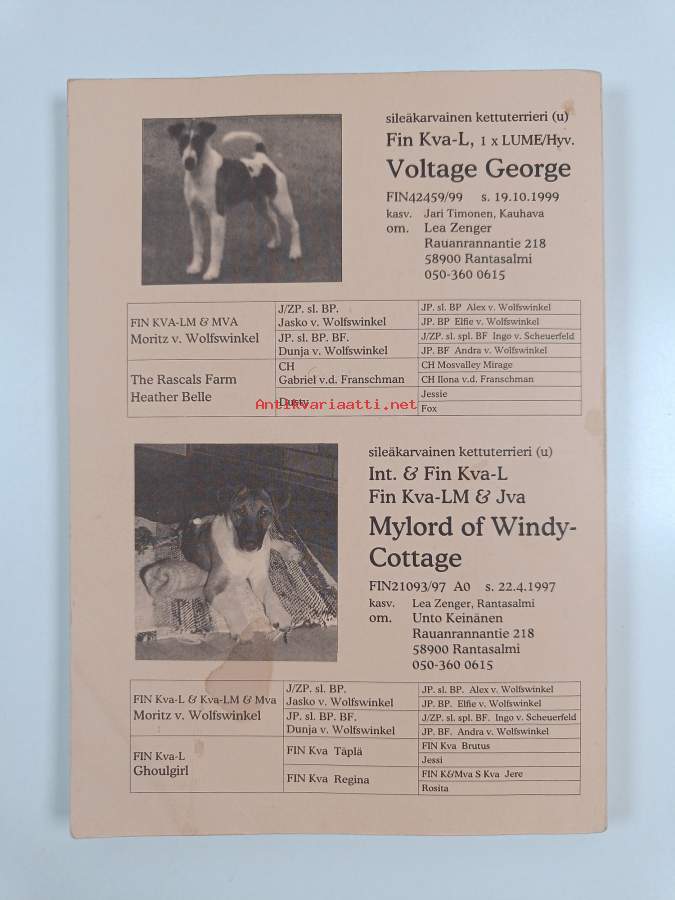 sileäkarvainen kettuterrieri (u)
Fin Kva-L, 1 x LUME/Hyv.
Voltage George
FIN42459/99 s. 19.10.1999
kasv. Jari Timonen, Kauhava
om. Lea Zenger
Rauanrannantie 218
58900 Rantasalmi
050-360 0615
FIN KVA-LM & MVA
Moritz v. Wolfswinkel
J/ZP. sl. BP.
Jasko v. Wolfswinkel
JP. sl. BP Alex v. Wolfswinkel
JP. BP Elfie v. Wolfswinkel
JP. sl. BP. BF.
Dunja v. Wolfswinkel
J/ZP. sl. spl. BF Ingo v. Scheuerfeld
JP. BF Andra v. Wolfswinkel
The Rascals Farm
Heather Belle
CH
Gabriel v.d. Franschman
CH Mosvalley Mirage
CH Ilona v.d. Franschman
Dusty
Jessie
Fox
Antikvariaatti.net
sileäkarvainen kettuterrieri (u)
Int. & Fin Kva-L
Fin Kva-LM & Jva
Mylord of Windy-
Cottage
FIN21093/97 A0 s. 22.4.1997
kasv. Lea Zenger, Rantasalmi
om. Unto Keinänen
Rauanrannantie 218
58900 Rantasalmi
050-360 0615
FIN Kva-L & Kva-LM & Mva
Moritz v. Wolfswinkel
J/ZP. sl. BP.
Jasko v. Wolfswinkel
JP. sl. BP. Alex v. Wolfswinkel
JP. BP. Elfie v. Wolfswinkel
JP. sl. BP. BF.
Dunja v. Wolfswinkel
J/ZP. sl. spl. BF. Ingo v. Scheuerfeld
JP. BF. Andra v. Wolfswinkel
FIN Kva-L
Ghoulgirl
FIN Kva Täplä
FIN Kva Brutus
Jessi
FIN Kva Regina
FIN K&Mva S Kva Jere
Rosita